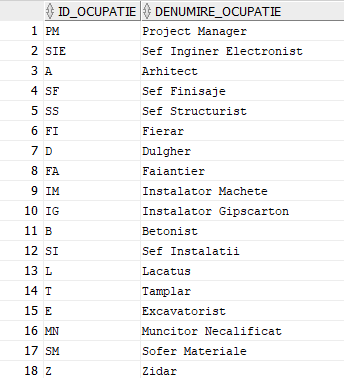 ID_OCUPATIE DENUMIRE_OCUPATIE
1 PM Project Manager
2 SIE Sef Inginer Electronist
3 A Arhitect
4 SF Sef Finisaje
5 SS Sef Structurist
6 FI Fierar
7 D Dulgher
8 FA Faiantier
9 IM Instalator Machete
10 IG Instalator Gipscarton
11 B Betonist
12 SI Sef Instalatii
13 L Lacatus
14 T Tamplar
15 E Excavatorist
16 MN Muncitor Necalificat
17 SM Sofer Materiale
18 Z Zidar